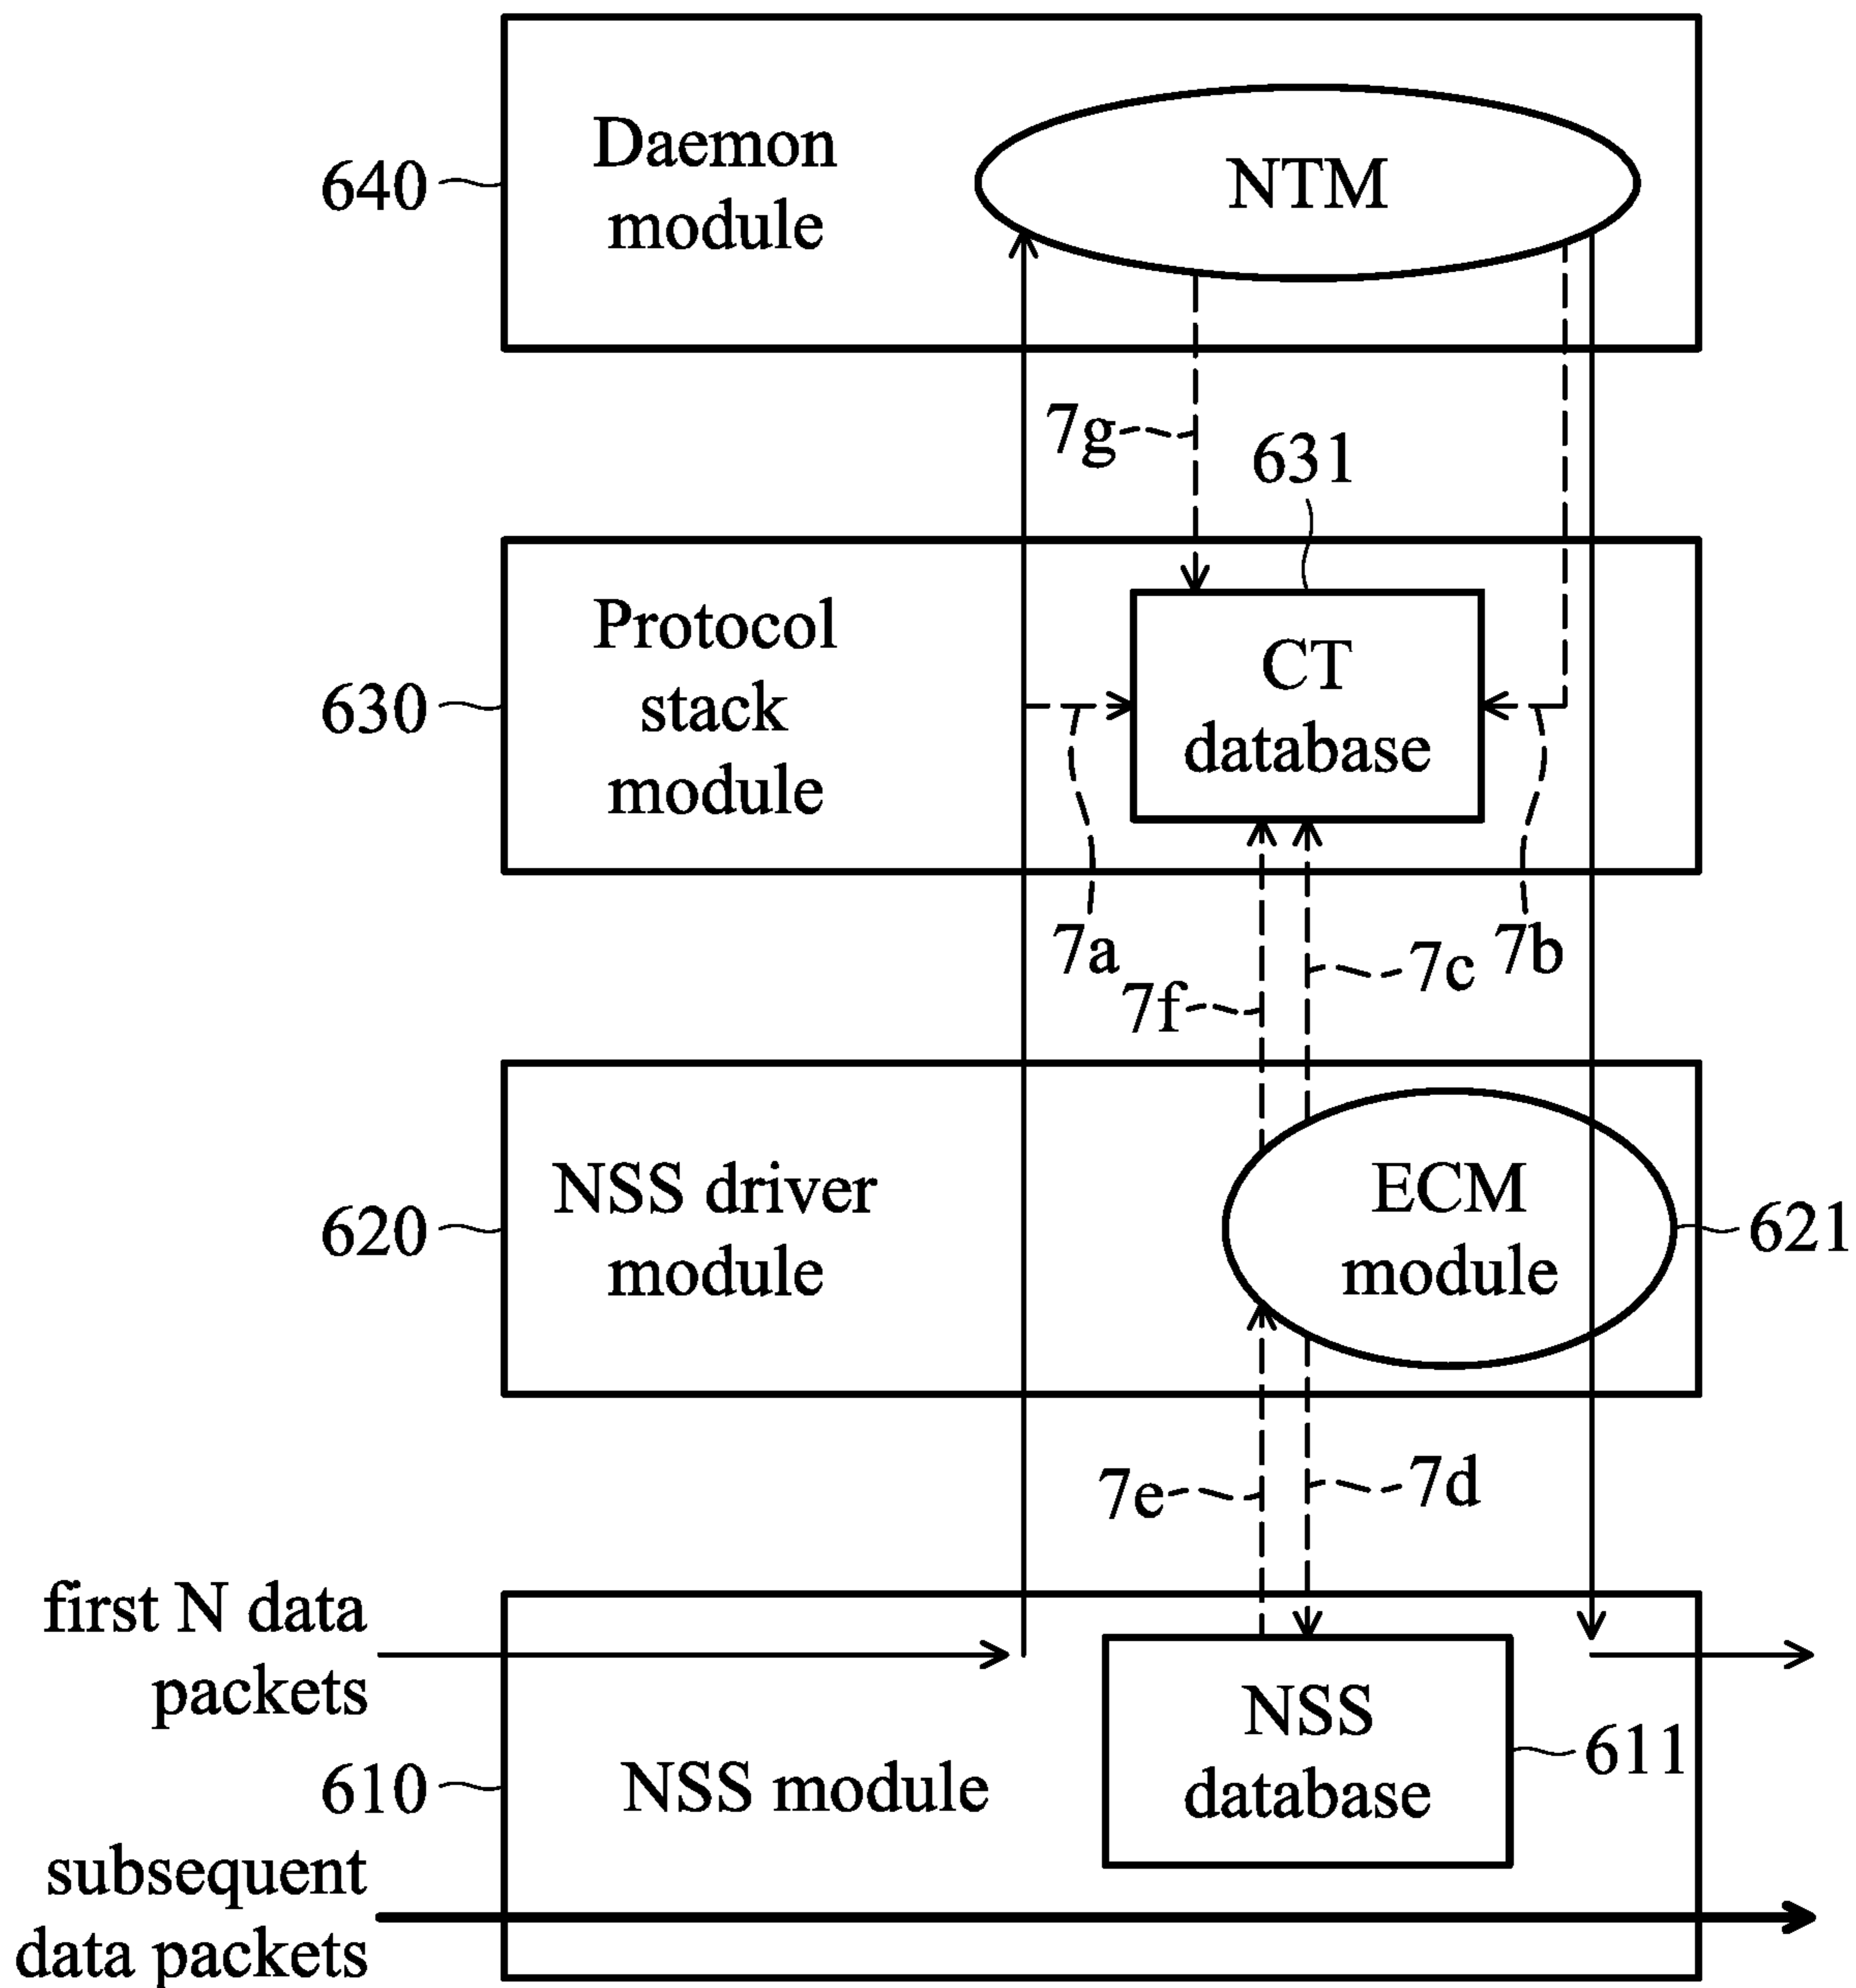 Daemon
module
NTM
640
7g
631
Protocol
stack
module
CT
database
630
7a
7b
7c
7f
NSS driver
module
ECM
module
620
621
7e
7d
first N data
packets
NSS
database
611
610
NSS module
subsequent
data packets